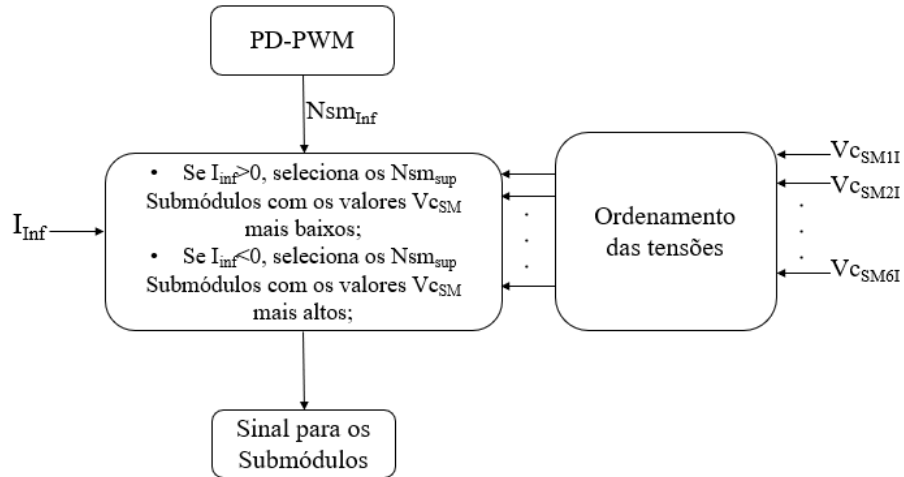 PD-PWM
Nsm_Inf
• Se I_inf>0, seleciona os Nsm_sup
Submódulos com os valores Vc_SM
mais baixos;
• Se I_inf<0, seleciona os Nsm_sup
Submódulos com os valores Vc_SM
mais altos;
I_Inf
Ordenamento
das tensões
Vc_SM1I
Vc_SM2I
Vc_SM6I
Sinal para os
Submódulos